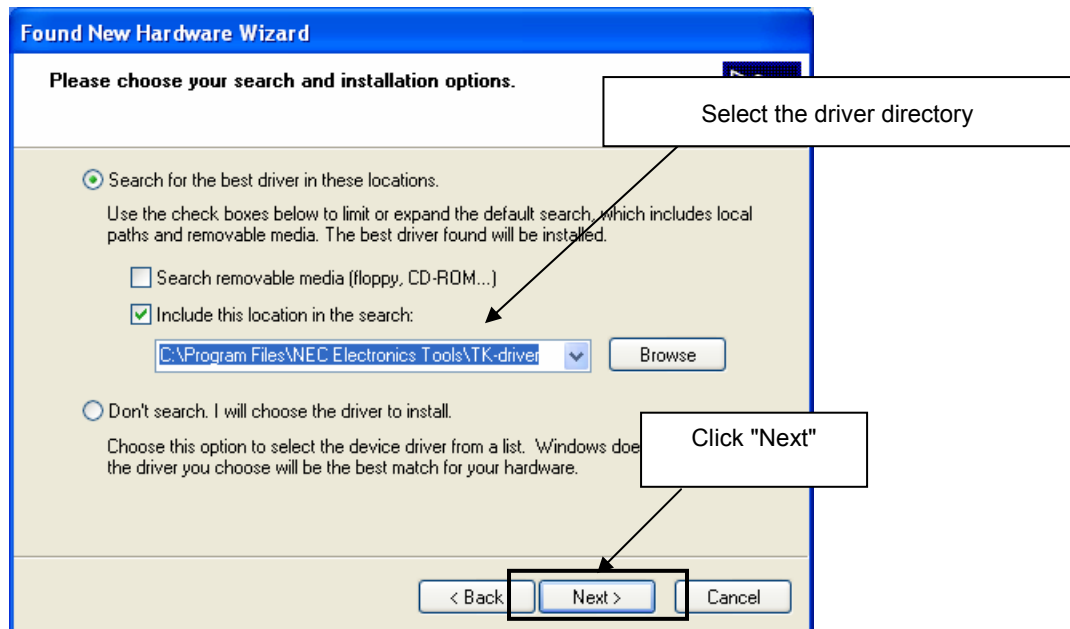 Found New Hardware Wizard
Please choose your search and installation options.
Select the driver directory
Search for the best driver in these locations.
Use the check boxes below to limit or expand the default search, which includes local
paths and removable media. The best driver found will be installed.
Search removable media (floppy, CD-ROM...)
Include this location in the search:
C:\Program Files\NEC Electronics Tools\TK-driver
Browse
Don't search. I will choose the driver to install.
Choose this option to select the device driver from a list. Windows doe
the driver you choose will be the best match for your hardware.
Click "Next"
< Back
Next >
Cancel